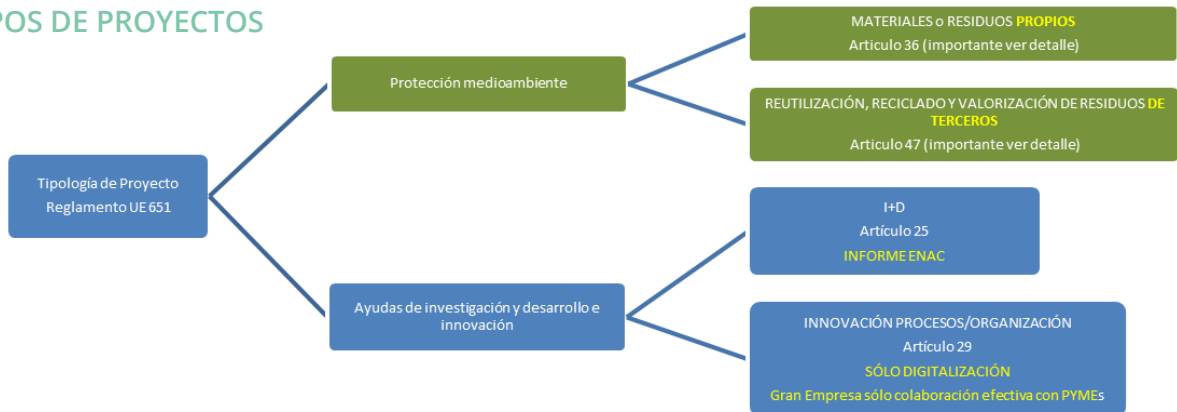 POS DE PROYECTOS
MATERIALES o RESIDUOS PROPIOS
Articulo 36 (importante ver detalle)
Protección medioambiente
REUTILIZACIÓN, RECICLADO Y VALORIZACIÓN DE RESIDUOS DE
TERCEROS
Articulo 47 (importante ver detalle)
Tipología de Proyecto
Reglamento UE 651
I+D
Artículo 25
INFORME ENAC
Ayudas de investigación y desarrollo e
innovación
INNOVACIÓN PROCESOS/ORGANIZACIÓN
Artículo 29
SÓLO DIGITALIZACIÓN
Gran Empresa sólo colaboración efectiva con PYMEs